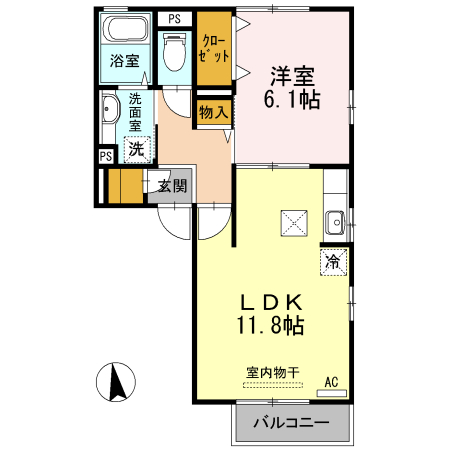 PS
浴室
クロー
ゼット
洋室
6.1帖
洗
面
室
物入
洗
PS
玄関
冷
LDK
11.8帖
室内物干
AC
バルコニー